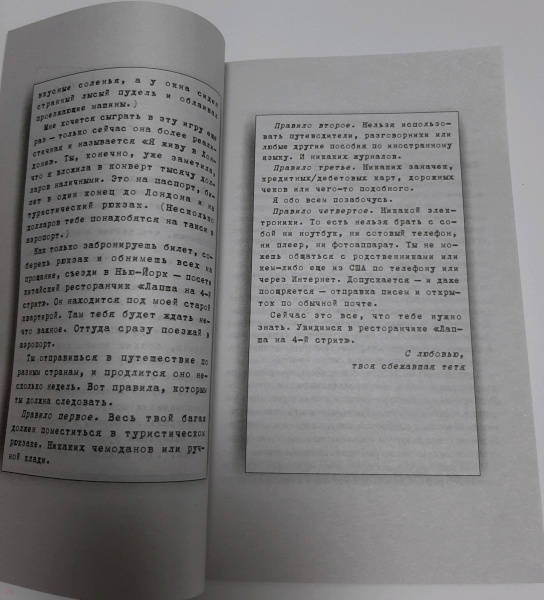 вкусные соленья, а у окна сидел
странный лысый пудель и облаивал
проезжающие машины.)
Мне хочется сыграть в эту игру еще
раз — только сейчас она более реали-
стичная и называется «Я живу в Лон-
доне». Ты, конечно, уже заметила,
что я вложила в конверт тысячу дол-
ларов наличными. Это на паспорт, би-
лет в один конец до Лондона и на
туристический рюкзак. (Несколько
долларов тебе понадобятся на такси в
аэропорт.)
Как только забронируешь билет, со-
берешь рюкзак и обнимешь всех на
прощание, съезди в Нью-Йорк — посети
китайский ресторанчик «Лапша на 4-й
стрит». Он находится под моей старой
квартирой. Там тебя будет ждать не-
что важное. Оттуда сразу поезжай в
аэропорт.
Ты отправишься в путешествие по
разным странам, и продлится оно не-
сколько недель. Вот правила, которым
ты должна следовать.
Правило первое. Весь твой багаж
должен поместиться в туристическом
рюкзаке. Никаких чемоданов или руч-
ной клади.
Правило второе. Нельзя использо-
вать путеводители, разговорники или
любые другие пособия по иностранному
языку. И никаких журналов.
Правило третье. Никаких заначек,
кредитных/дебетовых карт, дорожных
чеков или чего-то подобного.
Я обо всем позабочусь.
Правило четвертое. Никакой элек-
троники. То есть нельзя брать с со-
бой ни ноутбук, ни сотовый телефон,
ни плеер, ни фотоаппарат. Ты не мо-
жешь общаться с родственниками или
кем-либо еще из США по телефону или
через Интернет. Допускается — и даже
поощряется — отправка писем и откры-
ток по обычной почте.
Сейчас это все, что тебе нужно
знать. Увидимся в ресторанчике «Лап-
ша на 4-й стрит».
С любовью,
твоя сбежавшая тетя